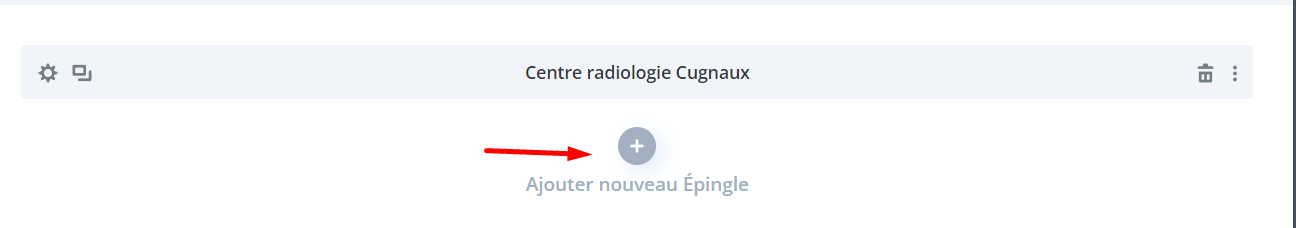 Centre radiologie Cugnaux
Ajouter nouveau Épingle